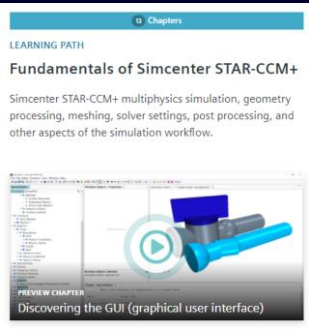 13 Chapters
LEARNING PATH
Fundamentals of Simcenter STAR-CCM+
Simcenter STAR-CCM+ multiphysics simulation, geometry
processing, meshing, solver settings, post processing, and
other aspects of the simulation workflow.
PREVIEW CHAPTER
Discovering the GUI (graphical user interface)